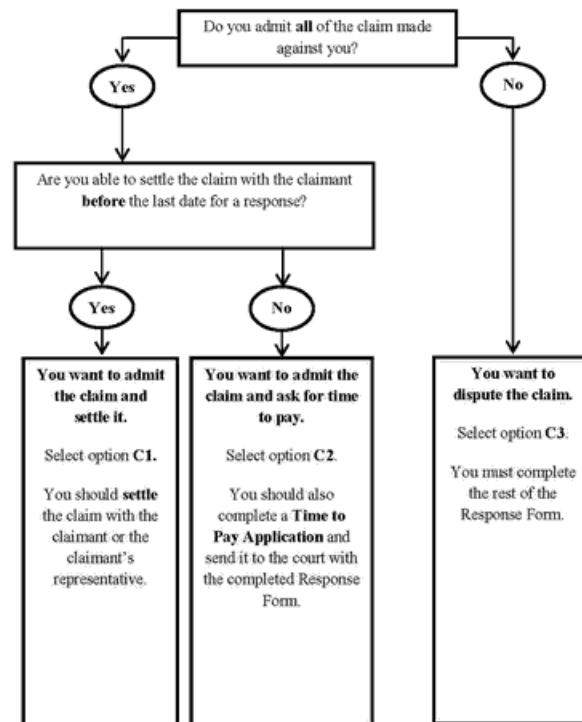 Do you admit all of the claim made
against you?
Yes
No
Are you able to settle the claim with the claimant
before the last date for a response?
Yes
No
You want to admit
the claim and
settle it.
Select option C1.
You should settle
the claim with the
claimant or the
claimant's
representative.
You want to admit the
claim and ask for time
to pay.
Select option C2.
You should also
complete a Time to
Pay Application and
send it to the court with
the completed Response
Form.
You want to
dispute the claim.
Select option C3.
You must complete
the rest of the
Response Form.